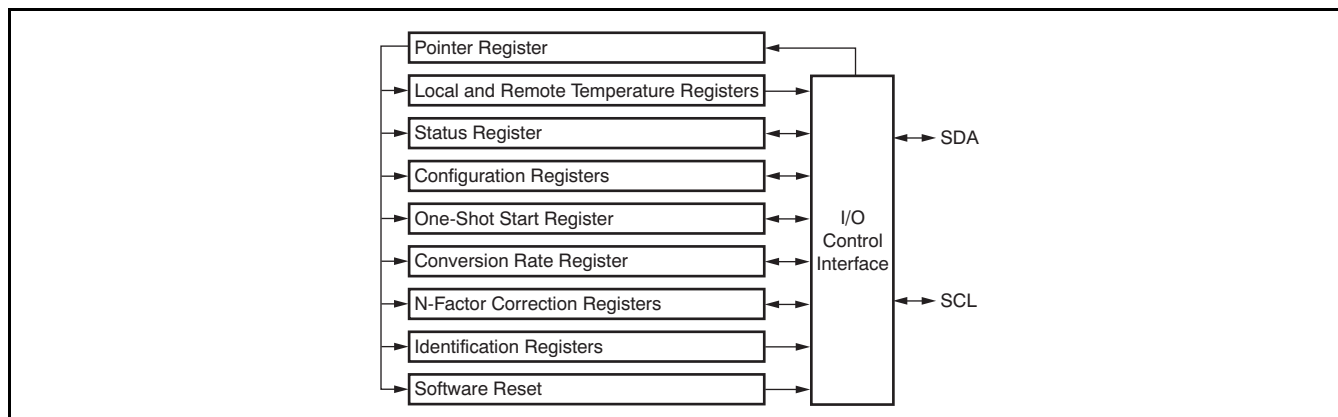 Pointer Register
Local and Remote Temperature Registers
Status Register
Configuration Registers
One-Shot Start Register
Conversion Rate Register
N-Factor Correction Registers
Identification Registers
Software Reset
I/O
Control
Interface
SDA
SCL